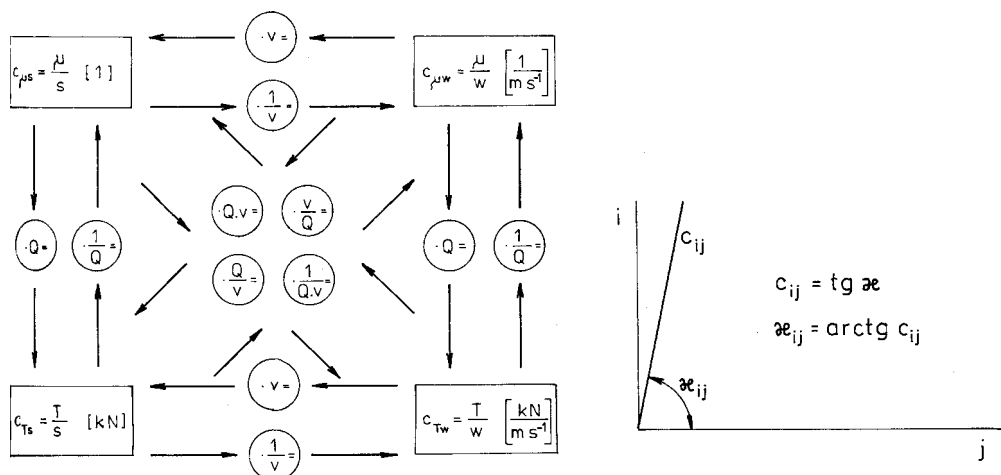 · v =
c_μs = μ/s [1]
c_μw = μ/w [1/m s⁻¹]
· 1/v =
· Q . v =
· v/Q =
· Q =
· 1/Q =
· Q =
· 1/Q =
· Q/v =
· 1/Q.v =
c_Ts = T/s [kN]
· v =
c_Tw = T/w [kN/m s⁻¹]
· 1/v =
i
c_ij
c_ij = tg æ
æ_ij = arctg c_ij
æ_ij
j